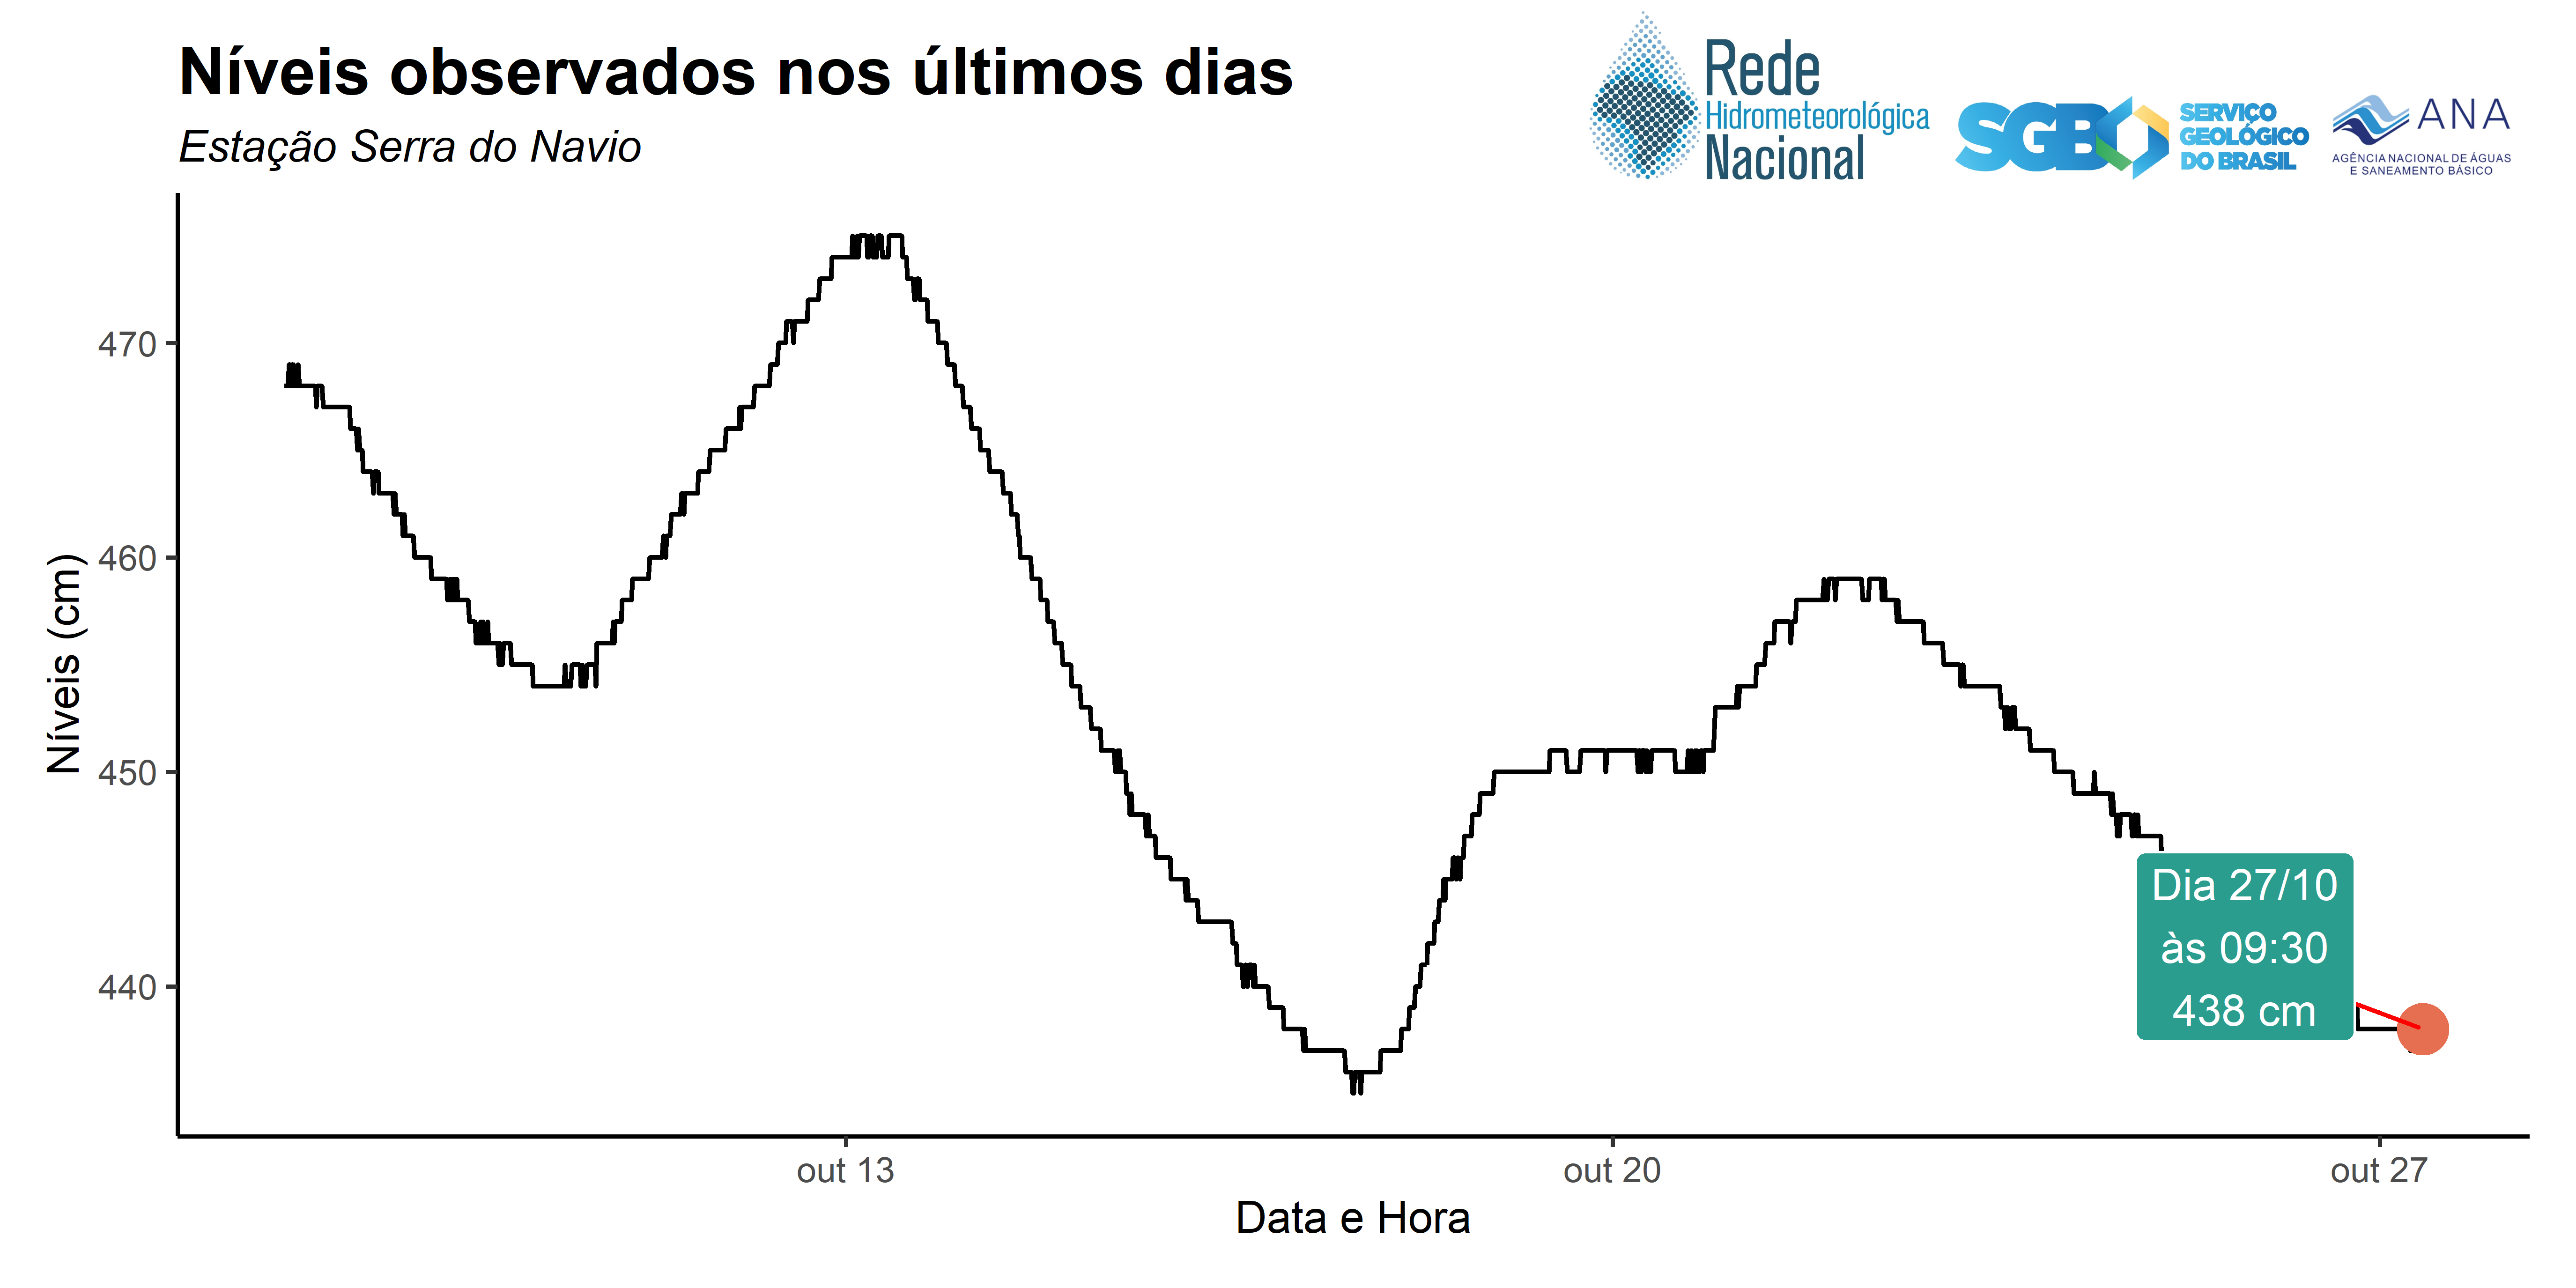 Níveis observados nos últimos dias
Estação Serra do Navio
Rede
Hidrometeorológica
Nacional
SGB
SERVIÇO
GEOLÓGICO
DO BRASIL
ANA
AGÊNCIA NACIONAL DE ÁGUAS
E SANEAMENTO BÁSICO
Níveis (cm)
470
460
450
440
Dia 27/10
às 09:30
438 cm
out 13
out 20
out 27
Data e Hora